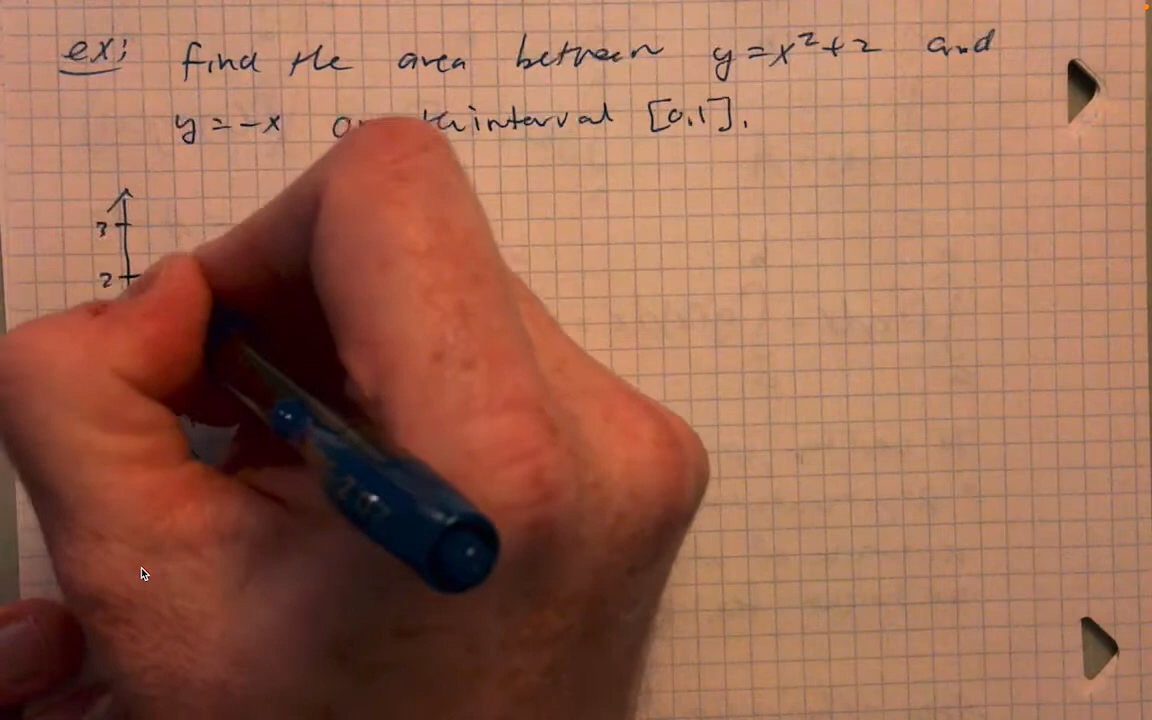 ex: find the area between y=x²+2 and
y=-x interval [0,1].
3
2